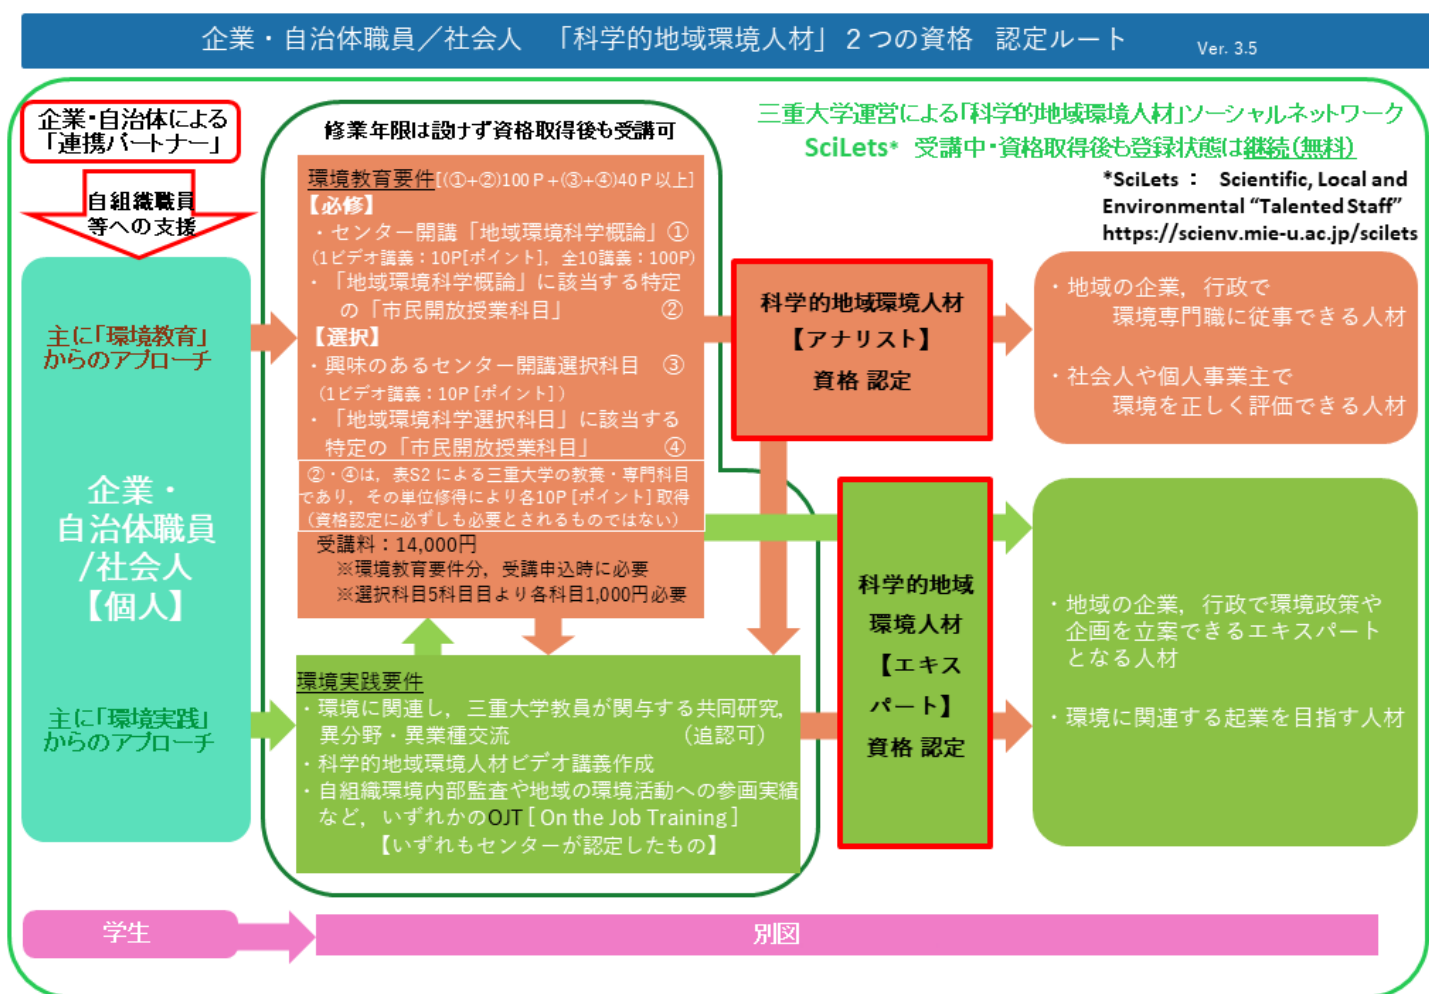 企業・自治体職員／社会人　「科学的地域環境人材」２つの資格　認定ルート　Ver. 3.5
企業・自治体による
「連携パートナー」
自組織職員
等への支援
主に「環境教育」
からのアプローチ
企業・
自治体職員
/社会人
【個人】
主に「環境実践」
からのアプローチ
修業年限は設けず資格取得後も受講可
環境教育要件[(①+②)100Ｐ+(③+④)40Ｐ以上]
【必修】
・センター開講「地域環境科学概論」①
（1ビデオ講義：10P[ポイント]，全10講義：100P）
・「地域環境科学概論」に該当する特定
の「市民開放授業科目」　②
【選択】
・興味のあるセンター開講選択科目　③
（1ビデオ講義：10P [ポイント]）
・「地域環境科学選択科目」に該当する
特定の「市民開放授業科目」　④
②・④は，表S2 による三重大学の教養・専門科目
であり，その単位修得により各10P [ポイント] 取得
（資格認定に必ずしも必要とされるものではない）
受講料：14,000円
※環境教育要件分，受講申込時に必要
※選択科目5科目目より各科目1,000円必要
環境実践要件
・環境に関連し，三重大学教員が関与する共同研究，
異分野・異業種交流　（追認可）
・科学的地域環境人材ビデオ講義作成
・自組織環境内部監査や地域の環境活動への参画実績
など，いずれかのOJT [ On the Job Training ]
【いずれもセンターが認定したもの】
三重大学運営による「科学的地域環境人材」ソーシャルネットワーク
SciLets*　受講中・資格取得後も登録状態は継続（無料）
*SciLets ：　Scientific, Local and
Environmental “Talented Staff”
https://scienv.mie-u.ac.jp/scilets
科学的地域環境人材
【アナリスト】
資格 認定
・地域の企業，行政で
環境専門職に従事できる人材
・社会人や個人事業主で
環境を正しく評価できる人材
科学的地域
環境人材
【エキス
パート】
資格 認定
・地域の企業，行政で環境政策や
企画を立案できるエキスパート
となる人材
・環境に関連する起業を目指す人材
学生
別図